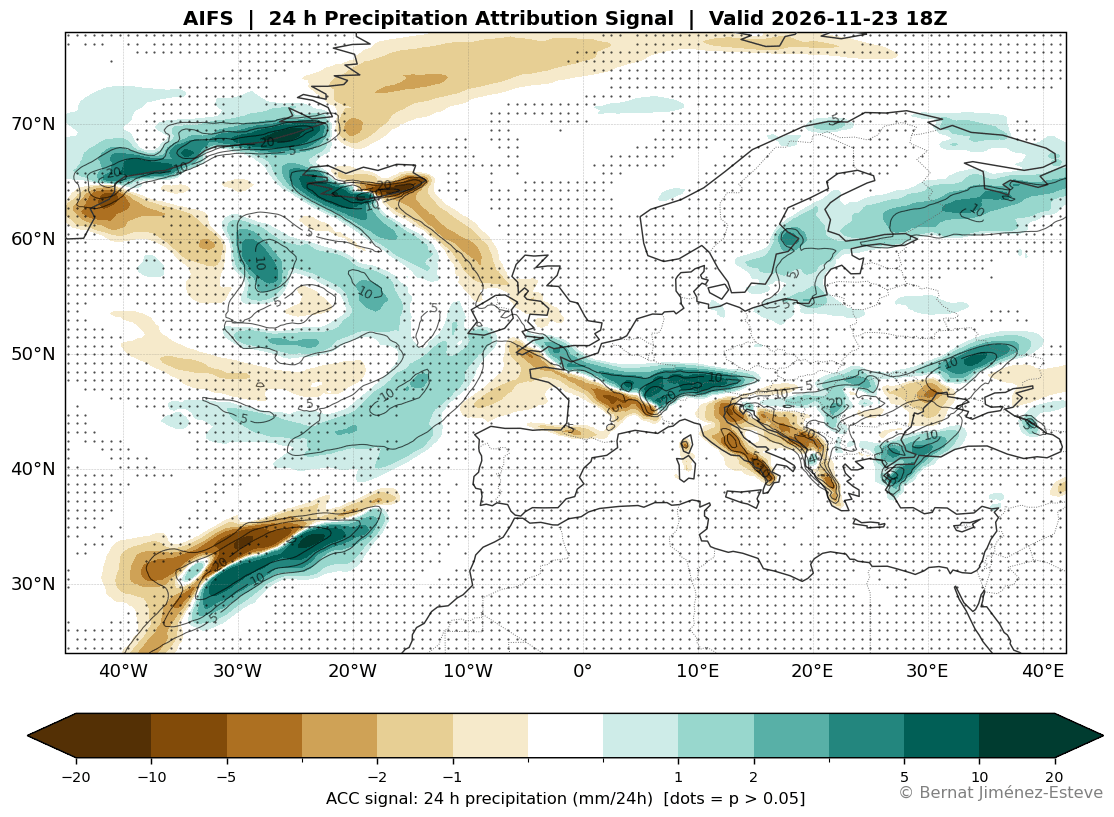 AIFS | 24 h Precipitation Attribution Signal | Valid 2026-11-23 18Z
70°N
60°N
50°N
40°N
30°N
40°W 30°W 20°W 10°W 0° 10°E 20°E 30°E 40°E
−20 −10 −5 −2 −1 1 2 5 10 20
ACC signal: 24 h precipitation (mm/24h) [dots = p > 0.05]
© Bernat Jiménez-Esteve